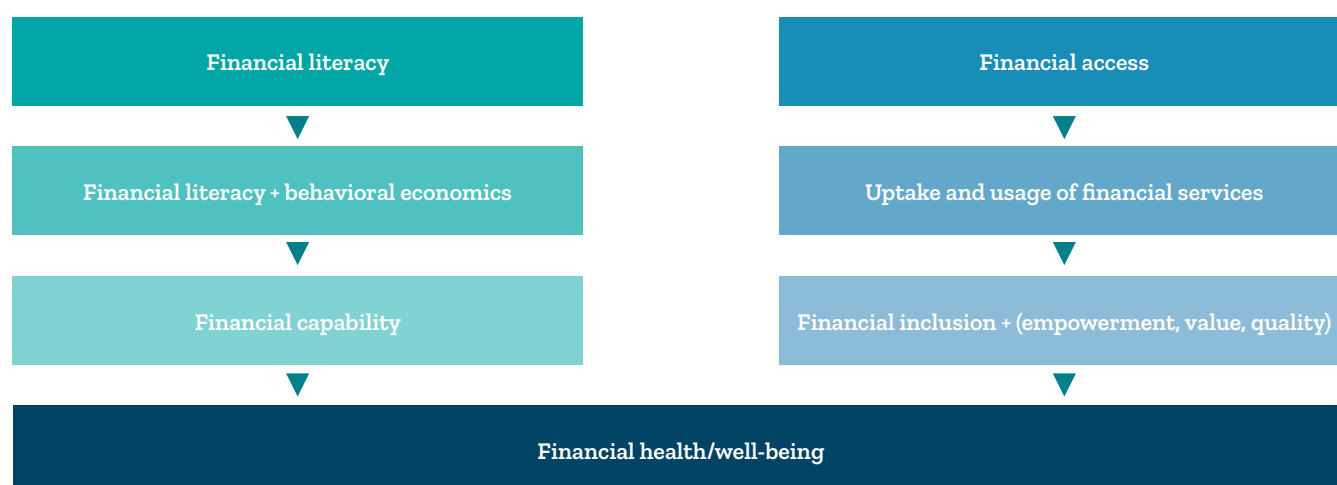 Financial literacy
Financial access
Financial literacy + behavioral economics
Uptake and usage of financial services
Financial capability
Financial inclusion + (empowerment, value, quality)
Financial health/well-being